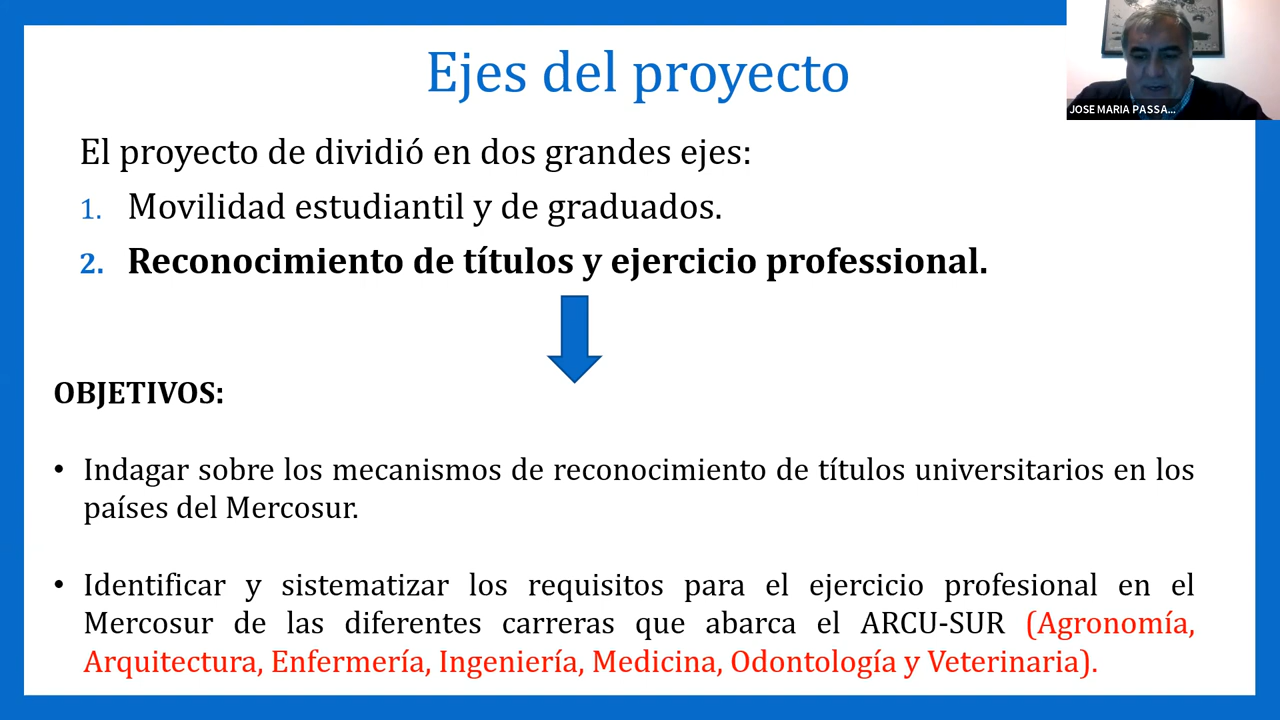 Ejes del proyecto
JOSE MARIA PASSA...
El proyecto de dividió en dos grandes ejes:
1. Movilidad estudiantil y de graduados.
2. Reconocimiento de títulos y ejercicio professional.
OBJETIVOS:
• Indagar sobre los mecanismos de reconocimiento de títulos universitarios en los
países del Mercosur.
• Identificar y sistematizar los requisitos para el ejercicio profesional en el
Mercosur de las diferentes carreras que abarca el ARCU-SUR (Agronomía,
Arquitectura, Enfermería, Ingeniería, Medicina, Odontología y Veterinaria).